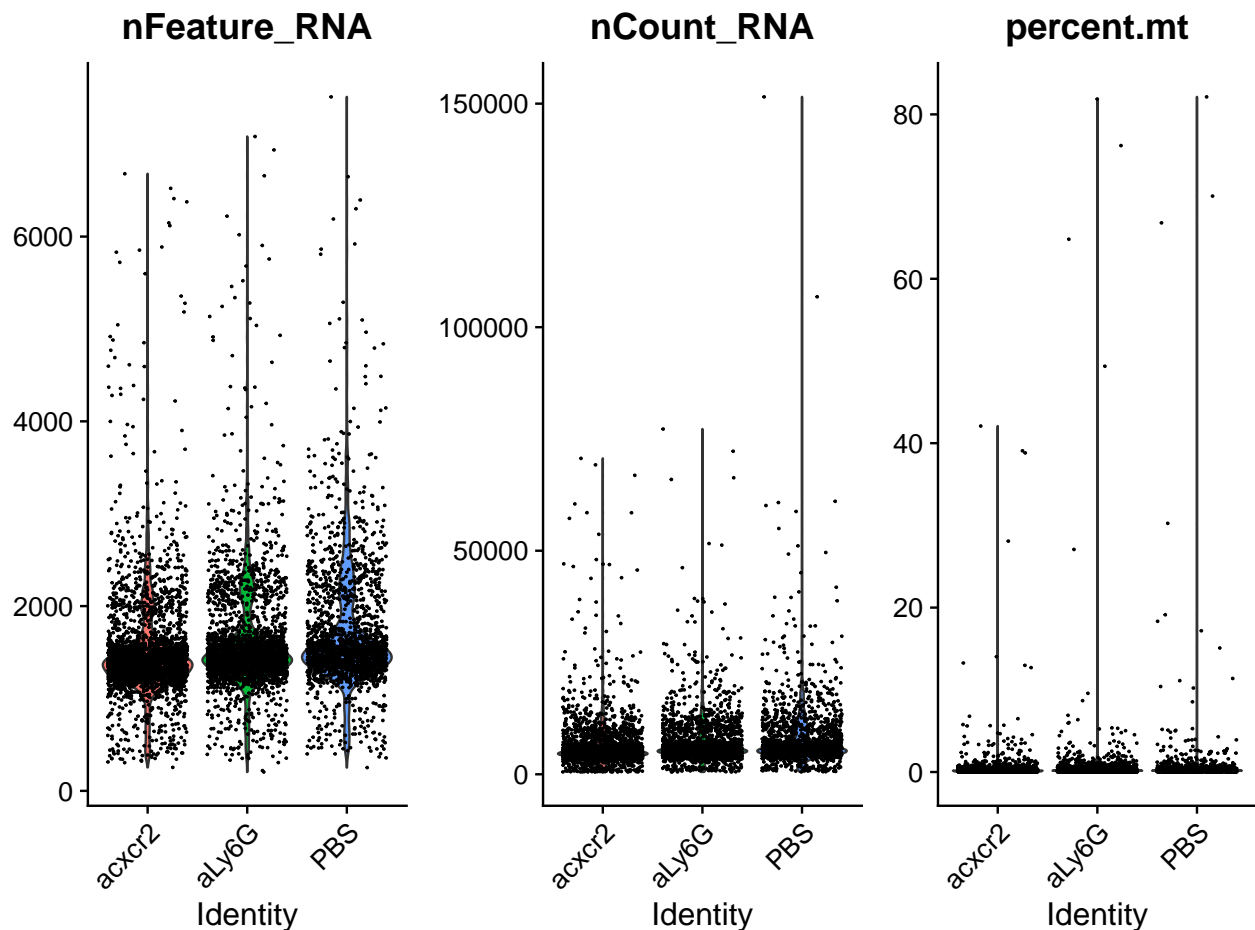 nFeature_RNA
6000
4000
2000
0
acxcr2
aLy6G
PBS
Identity
nCount_RNA
150000
100000
50000
0
acxcr2
aLy6G
PBS
Identity
percent.mt
80
60
40
20
0
acxcr2
aLy6G
PBS
Identity